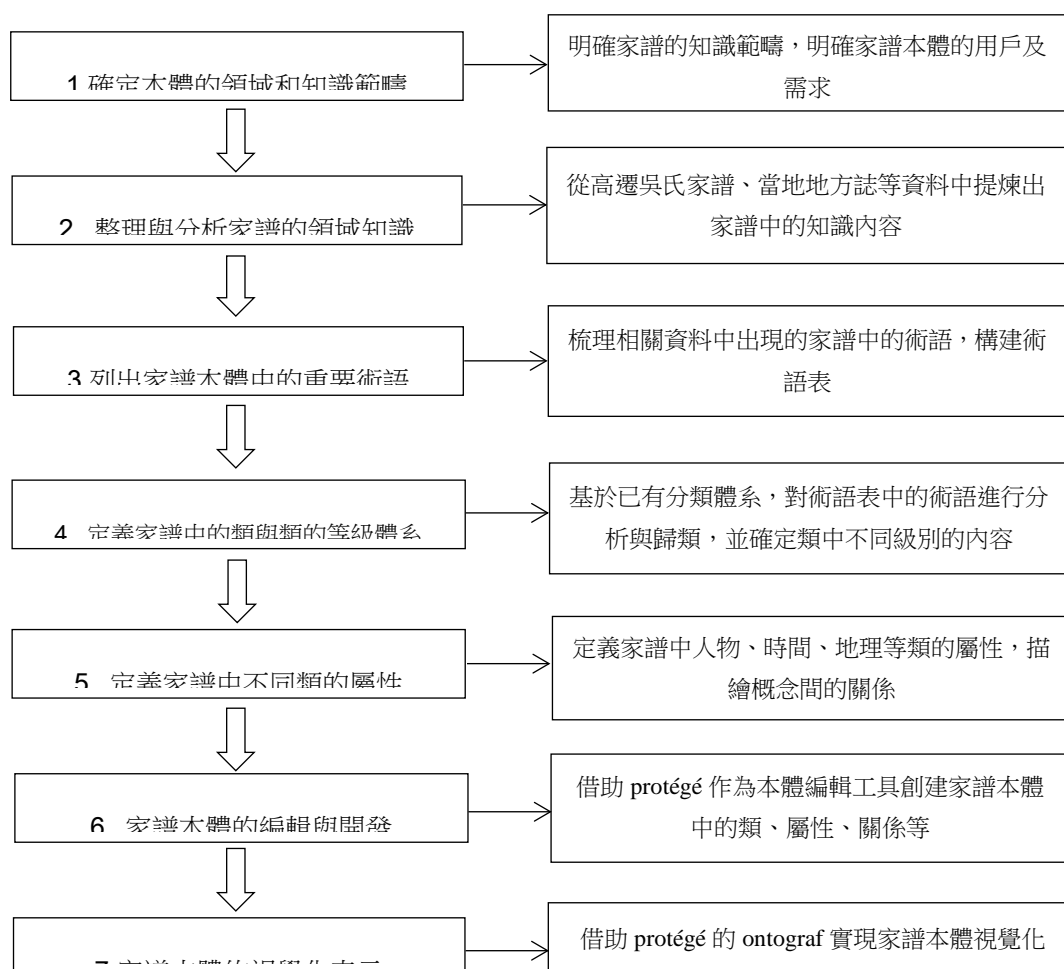 1 確定本體的領域和知識範疇
明確家譜的知識範疇，明確家譜本體的用戶及
需求
2 整理與分析家譜的領域知識
從高遷吳氏家譜、當地地方誌等資料中提煉出
家譜中的知識內容
3 列出家譜本體中的重要術語
梳理相關資料中出現的家譜中的術語，構建術
語表
4 定義家譜中的類與類的等級體系
基於已有分類體系，對術語表中的術語進行分
析與歸類，並確定類中不同級別的內容
5 定義家譜中不同類的屬性
定義家譜中人物、時間、地理等類的屬性，描
繪概念間的關係
6 家譜本體的編輯與開發
借助 protégé 作為本體編輯工具創建家譜本體
中的類、屬性、關係等
7 家譜本體的視覺化表示
借助 protégé 的 ontograf 實現家譜本體視覺化